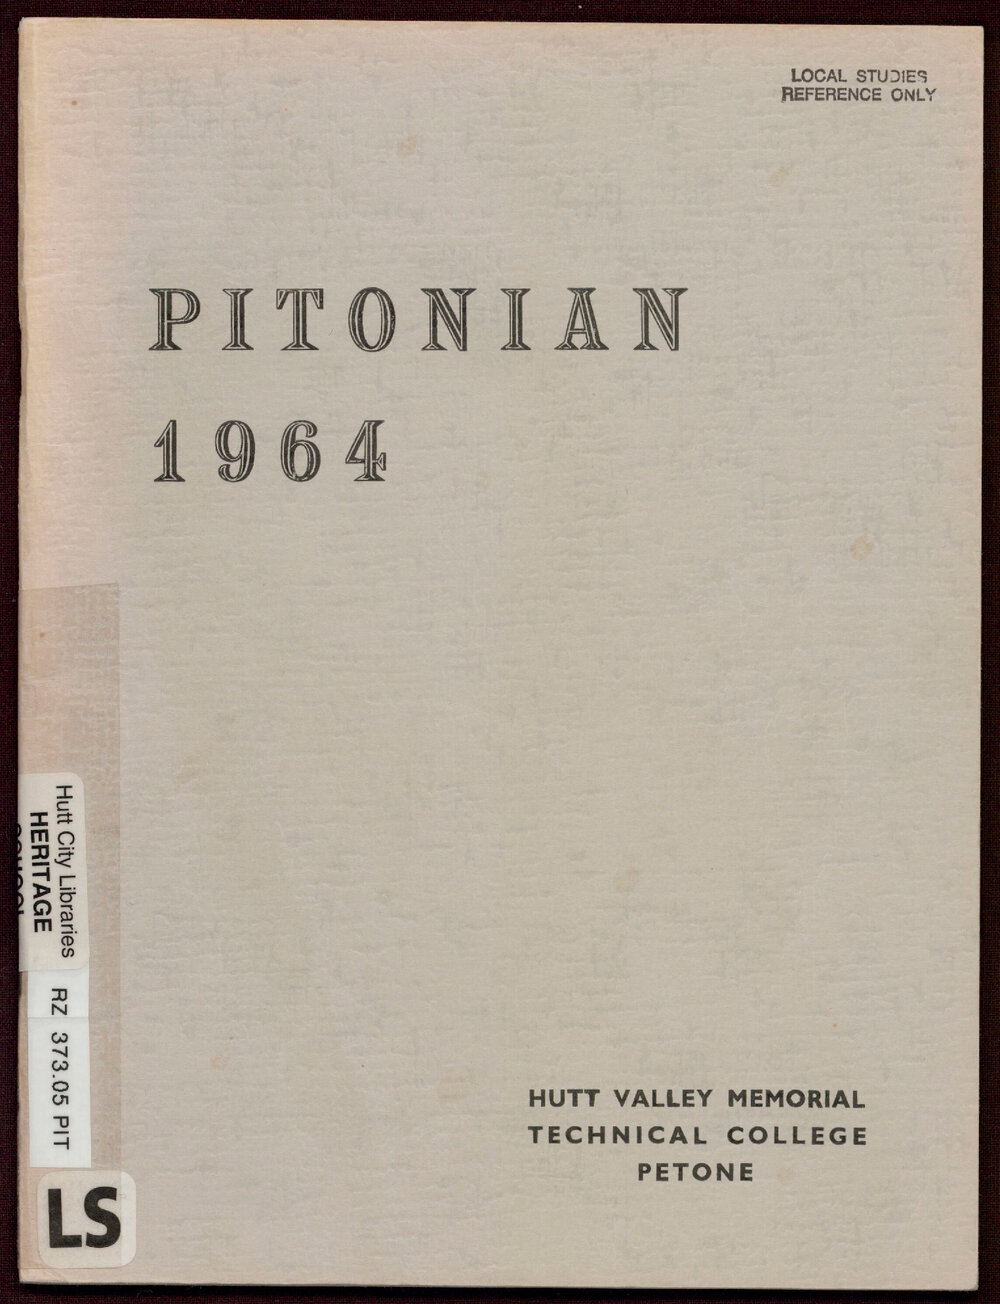 LOCAL STUDIES
REFERENCE ONLY
PITONIAN
1964
Hutt City Libraries
HERITAGE
RZ 373.05 PIT
LS
HUTT VALLEY MEMORIAL
TECHNICAL COLLEGE
PETONE